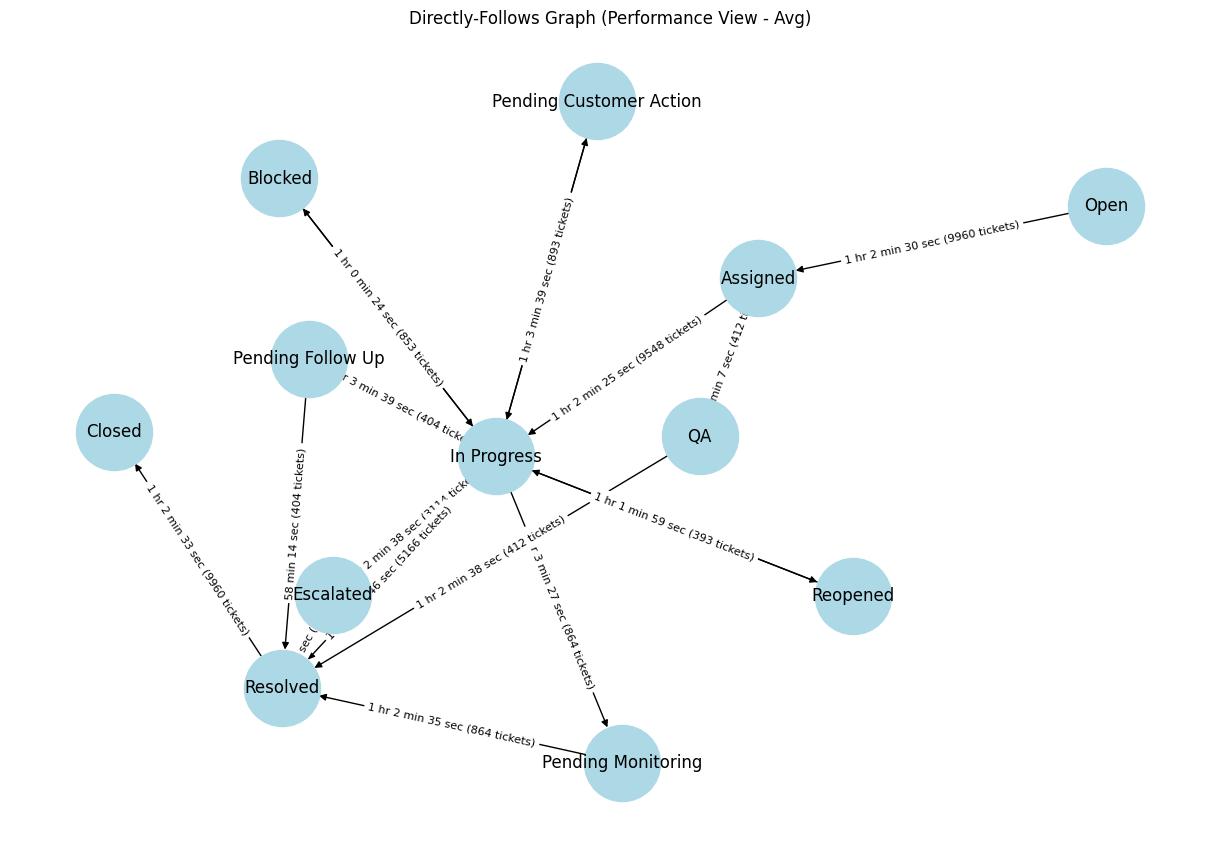 Directly-Follows Graph (Performance View - Avg)
Pending Customer Action
Blocked
Open
1 hr 2 min 30 sec (9960 tickets)
Assigned
1 hr 0 min 24 sec (853 tickets)
1 hr 3 min 39 sec (893 tickets)
Pending Follow Up
1 hr 2 min 25 sec (9548 tickets)
min 7 sec (412
r 3 min 39 sec (404
Closed
QA
In Progress
1 hr 2 min 33 sec (9960 tickets)
58 min 14 sec (404 tickets)
2 min 38 sec
46 sec (5166 tickets)
1 hr 1 min 59 sec (393 tickets)
1 hr 2 min 38 sec (412 tickets)
r 3 min 27 sec (864 tickets)
Escalated
Reopened
sec
Resolved
1 hr 2 min 35 sec (864 tickets)
Pending Monitoring